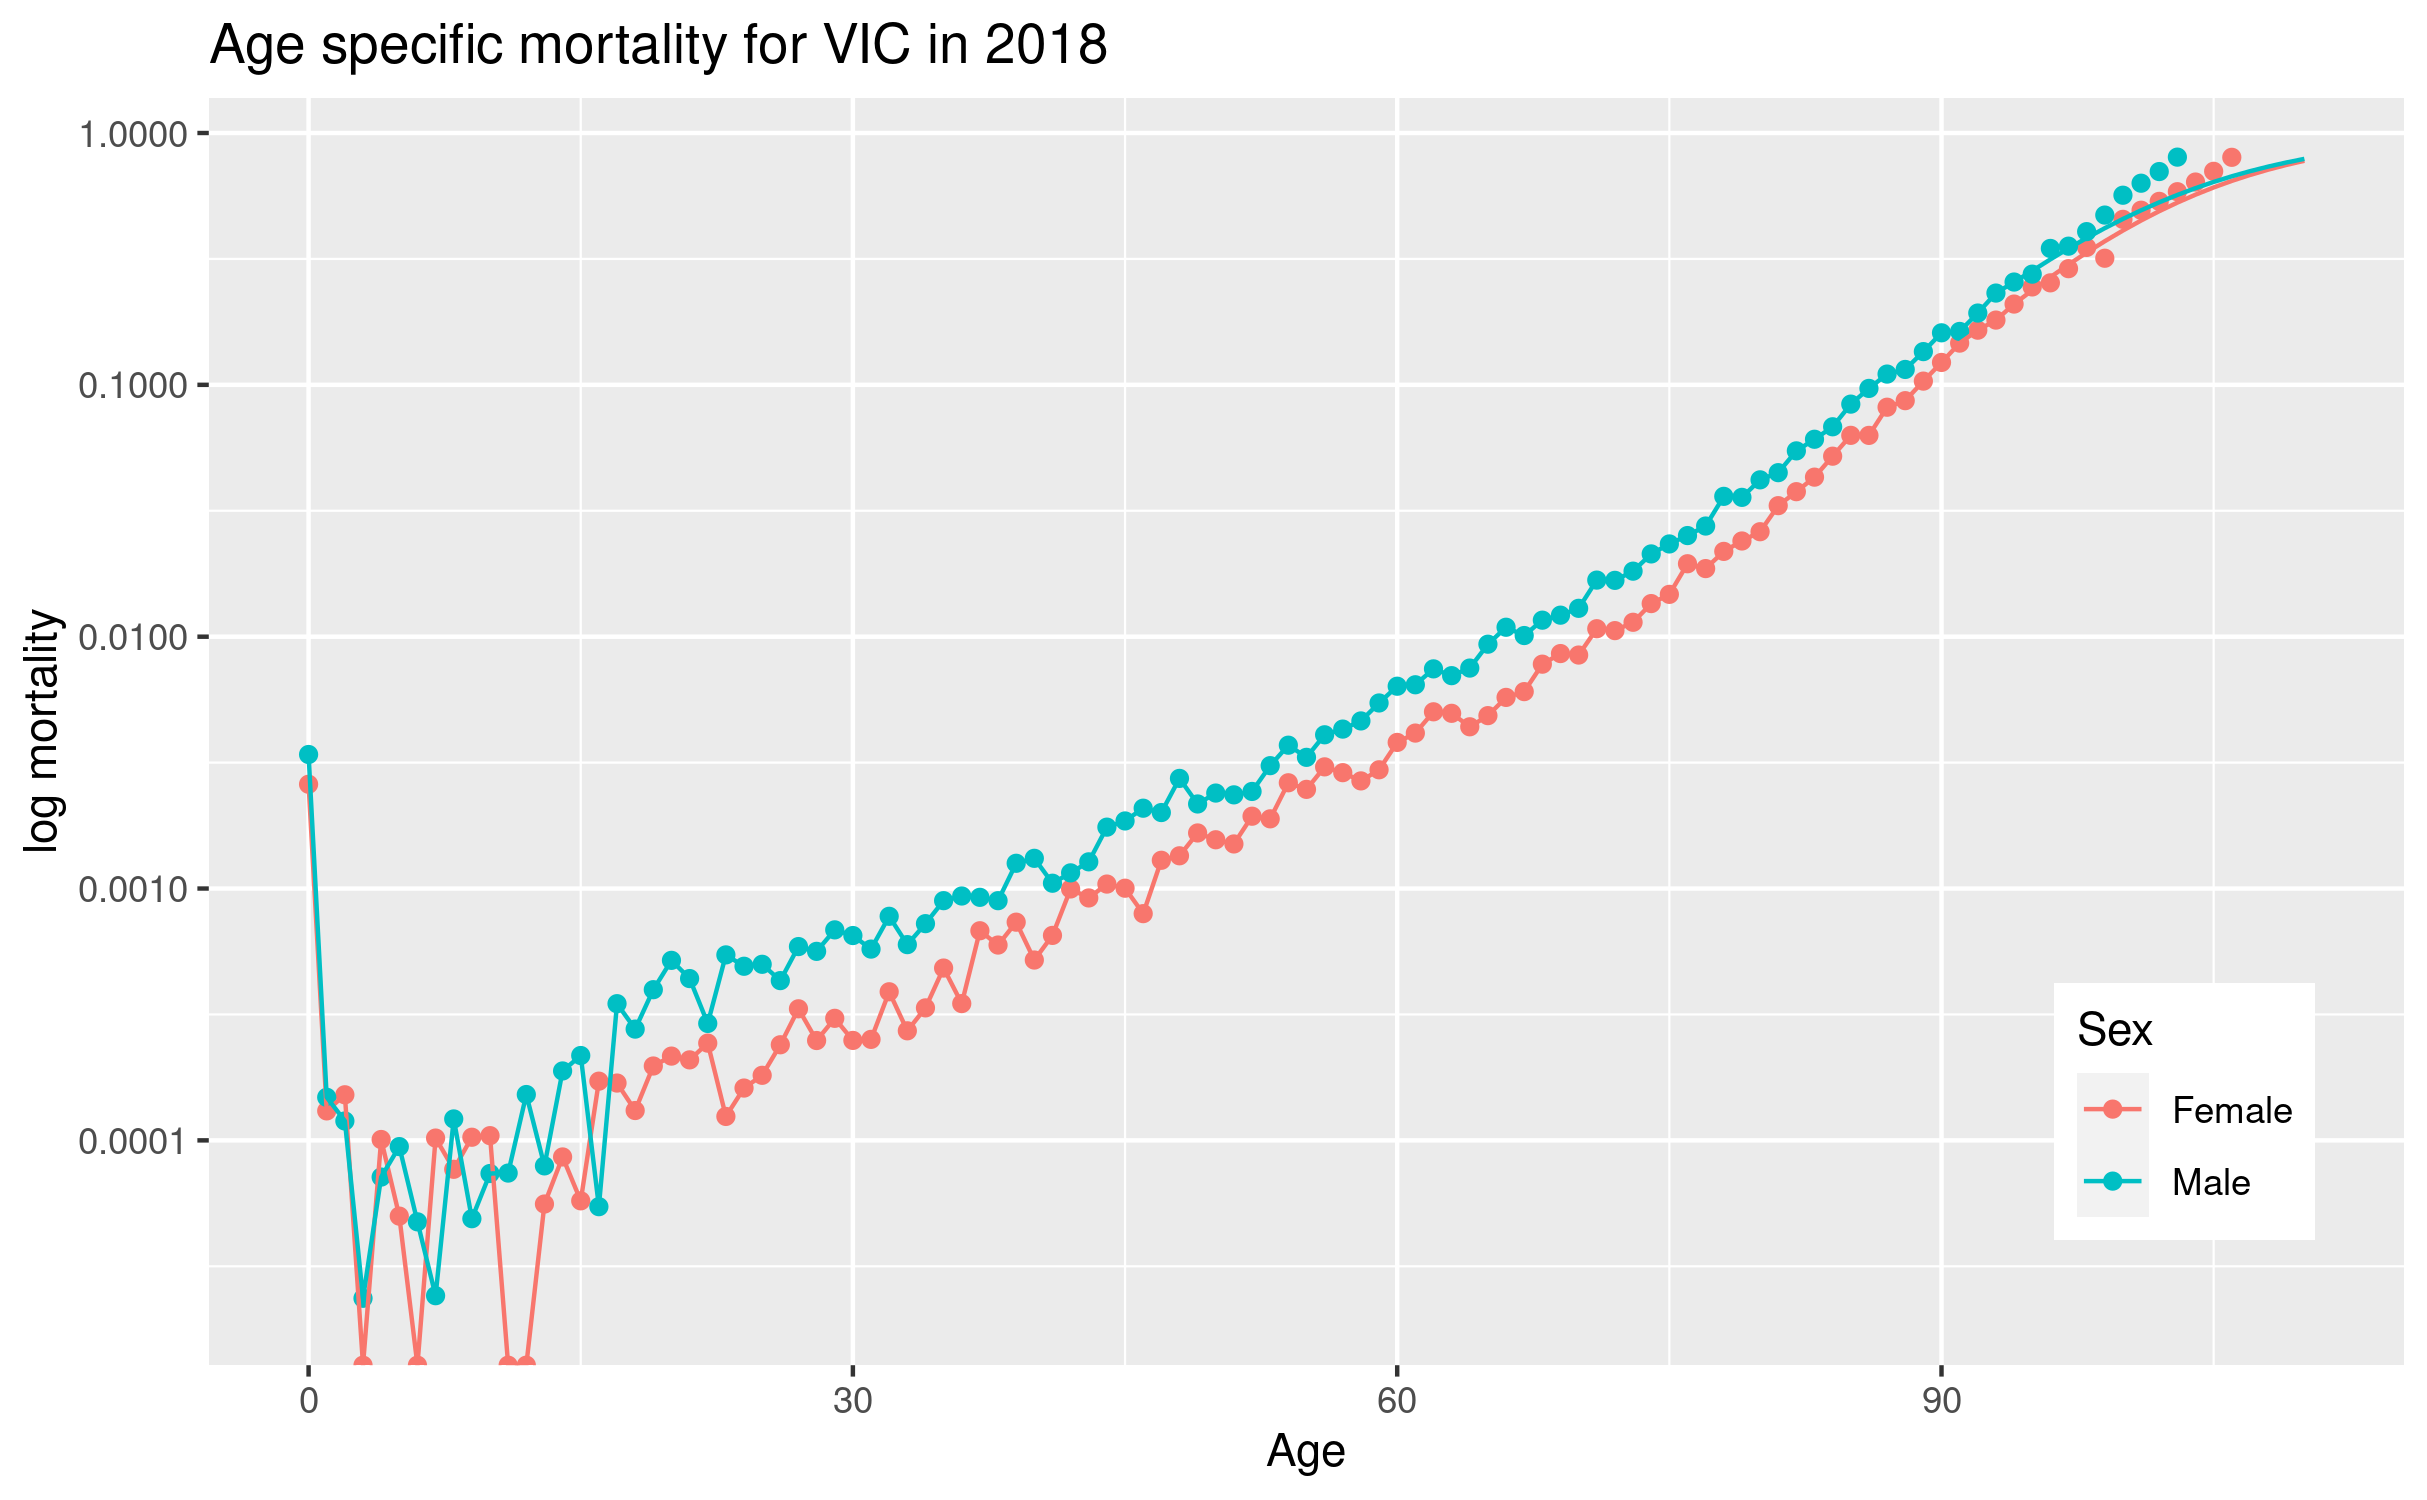 Age specific mortality for VIC in 2018
1.0000
0.1000
0.0100
0.0010
0.0001
log mortality
0 30 60 90
Age
Sex
Female
Male